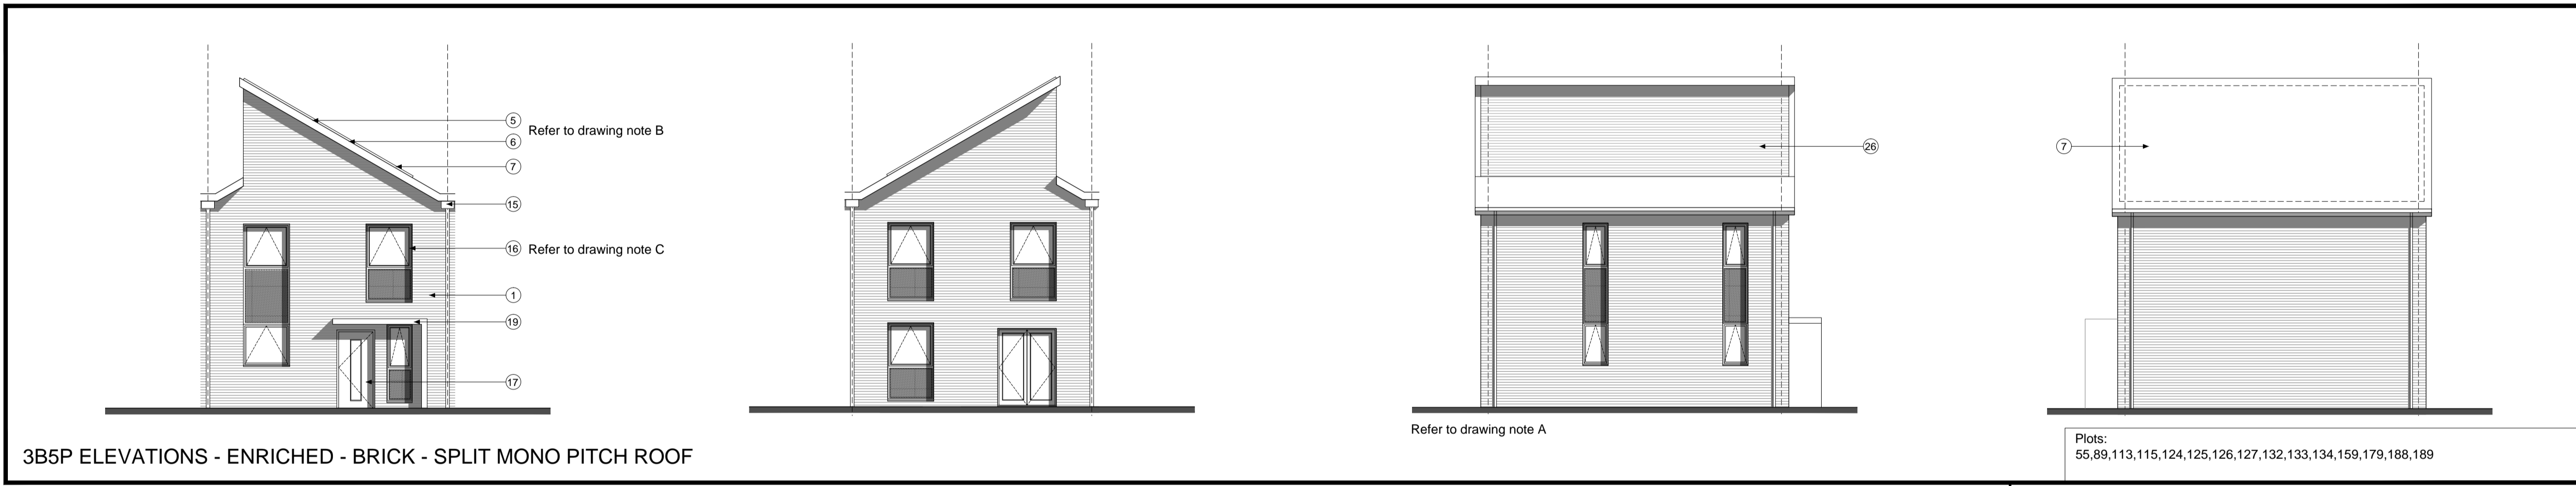 5
Refer to drawing note B
6
7
15
16 Refer to drawing note C
1
19
17
26
Refer to drawing note A
7
3B5P ELEVATIONS - ENRICHED - BRICK - SPLIT MONO PITCH ROOF
Plots:
55,89,113,115,124,125,126,127,132,133,134,159,179,188,189